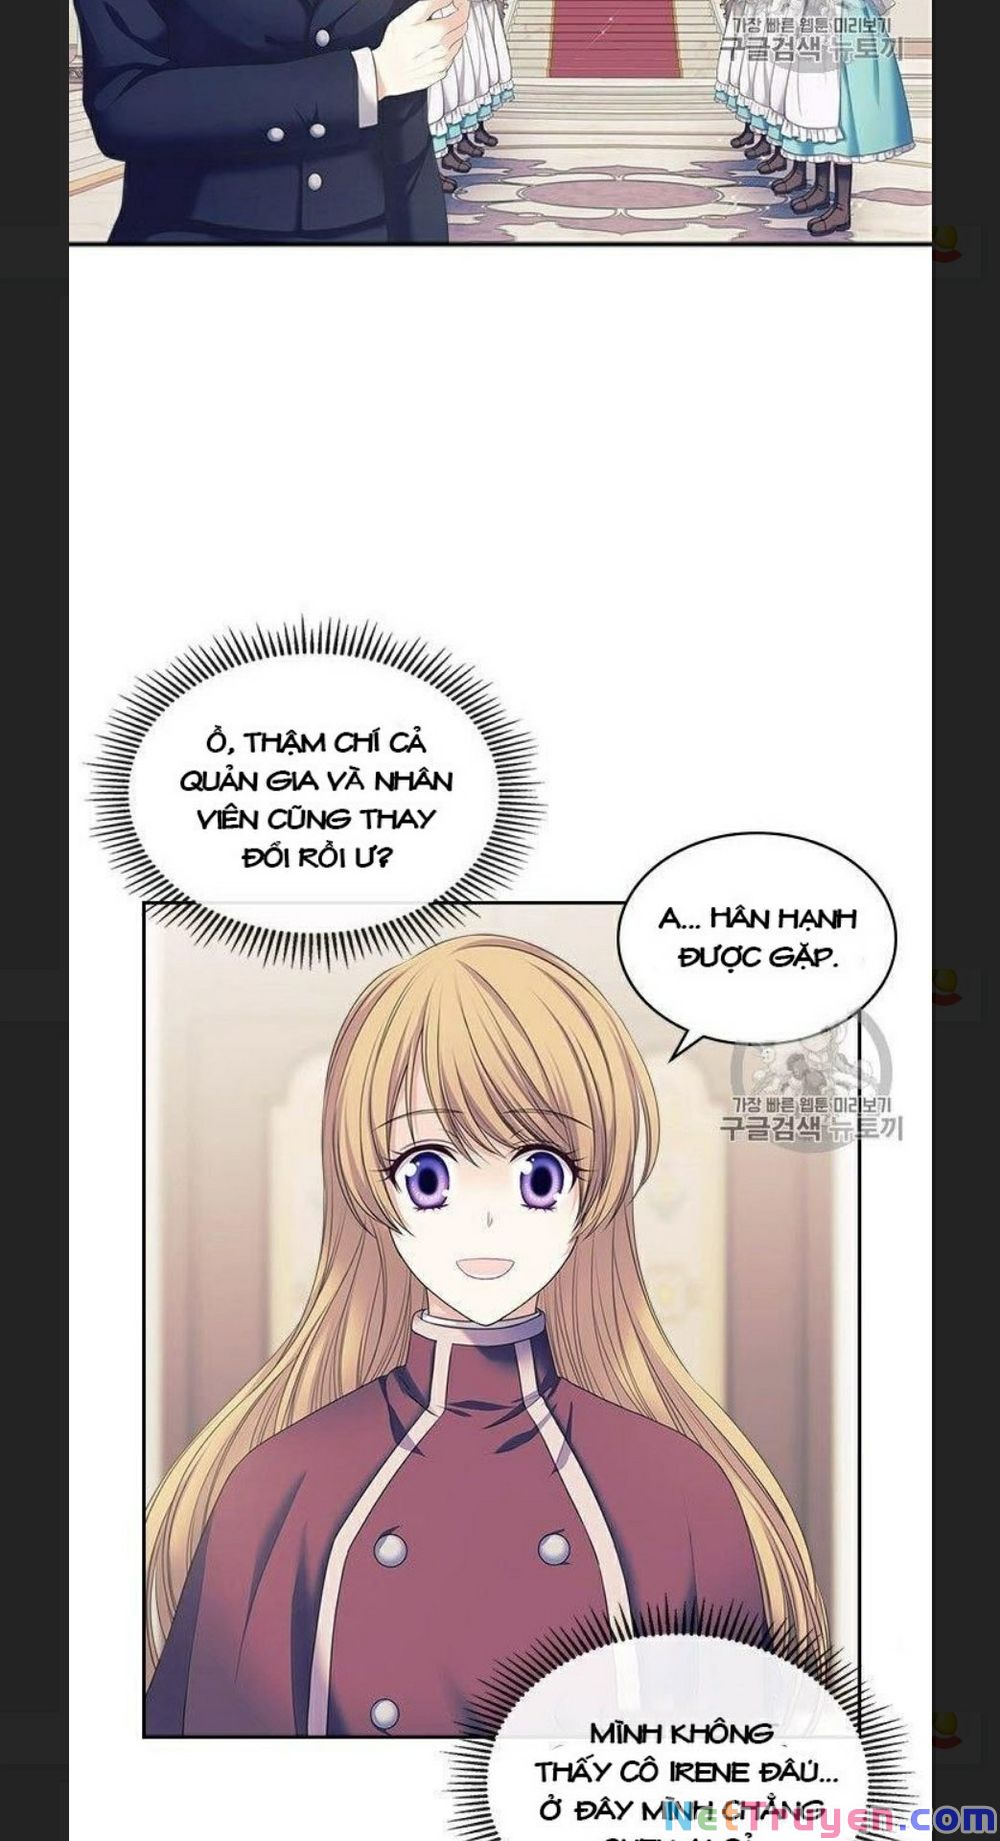 가장 빠른 웹툰 미리보기
구글검색 뉴토끼
Ồ, THẬM CHÍ CẢ
QUẢN GIA VÀ NHÂN
VIÊN CŨNG THAY
ĐỔI RỒI Ư?
A... HÂN HẠNH
ĐƯỢC GẶP.
가장 빠른 웹툰 미리보기
구글검색 뉴토끼
MÌNH KHÔNG
THẤY CÔ IRENE ĐÂU...
Ở ĐÂY MÌNH CHẲNG
NetTruyen.com